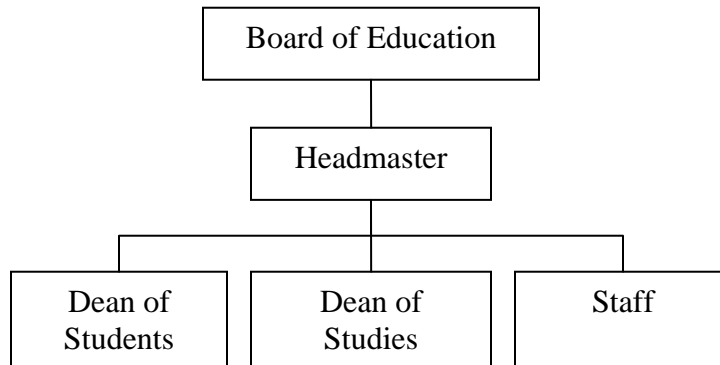 Board of Education
Headmaster
Dean of
Students
Dean of
Studies
Staff